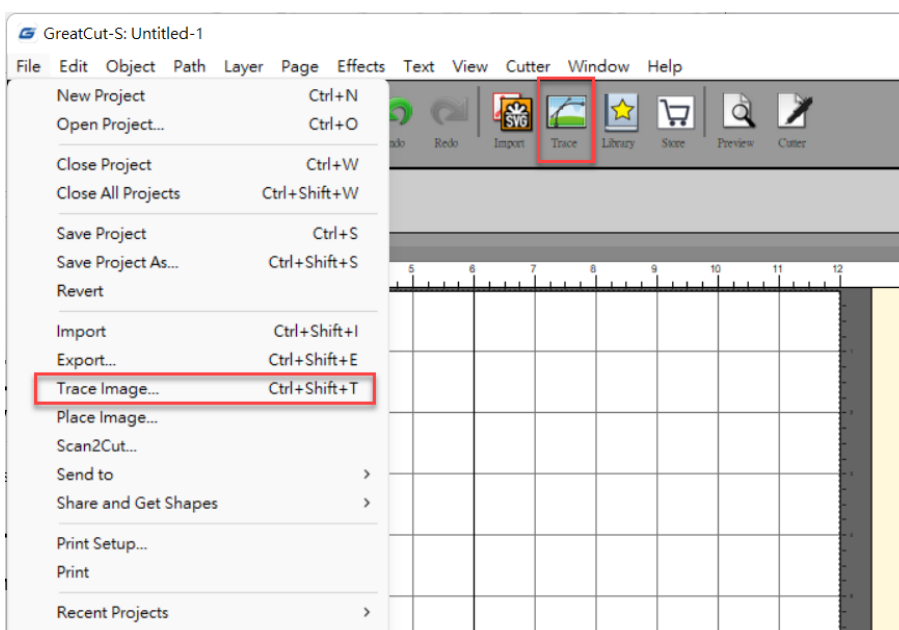 GreatCut-S: Untitled-1
File Edit Object Path Layer Page Effects Text View Cutter Window Help
New Project Ctrl+N
Open Project... Ctrl+O
Close Project Ctrl+W
Close All Projects Ctrl+Shift+W
Save Project Ctrl+S
Save Project As... Ctrl+Shift+S
Revert
Import Ctrl+Shift+I
Export... Ctrl+Shift+E
Trace Image... Ctrl+Shift+T
Place Image...
Scan2Cut...
Send to
Share and Get Shapes
Print Setup...
Print
Recent Projects
SVG
Redo Import Trace Library Store Preview Cutter
5 6 7 8 9 10 11 12